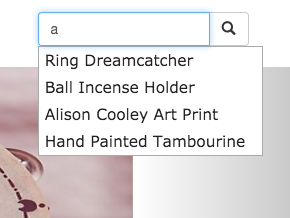 a
Ring Dreamcatcher
Ball Incense Holder
Alison Cooley Art Print
Hand Painted Tambourine